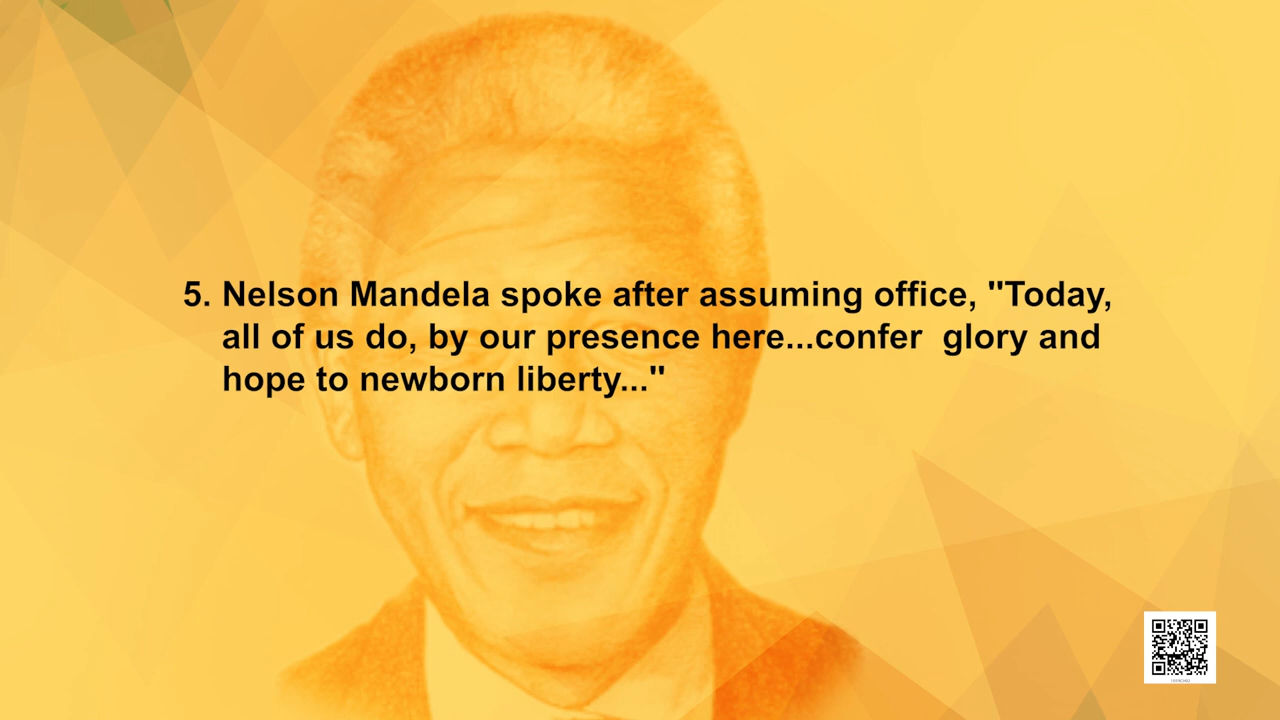 5. Nelson Mandela spoke after assuming office, "Today,
all of us do, by our presence here...confer  glory and
hope to newborn liberty..."